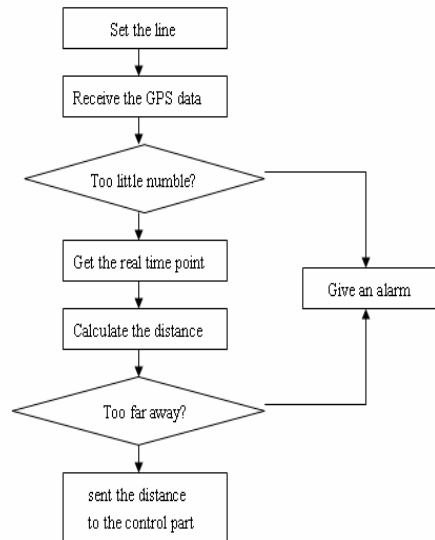 Set the line
Receive the GPS data
Too little numble?
Get the real time point
Give an alarm
Calculate the distance
Too far away?
sent the distance
to the control part